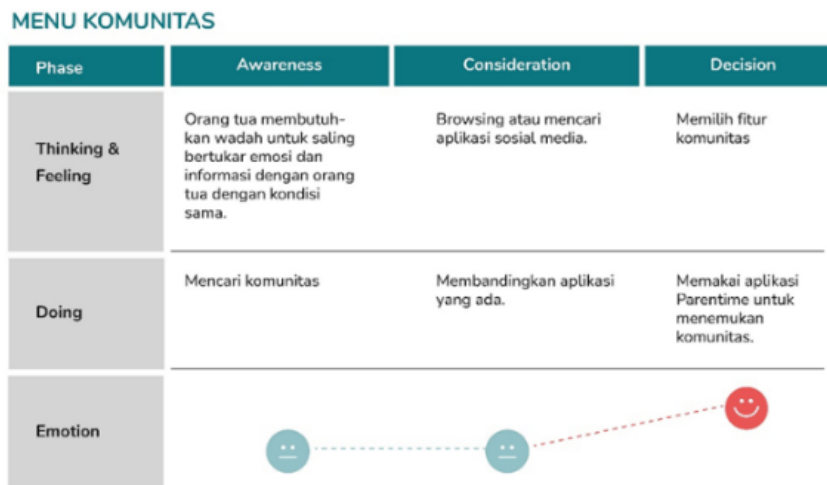 MENU KOMUNITAS
Phase
Awareness
Consideration
Decision
Thinking &
Feeling
Orang tua membutuh-
kan wadah untuk saling
bertukar emosi dan
informasi dengan orang
tua dengan kondisi
sama.
Browsing atau mencari
aplikasi sosial media.
Memilih fitur
komunitas
Doing
Mencari komunitas
Membandingkan aplikasi
yang ada.
Memakai aplikasi
Parentime untuk
menemukan
komunitas.
Emotion